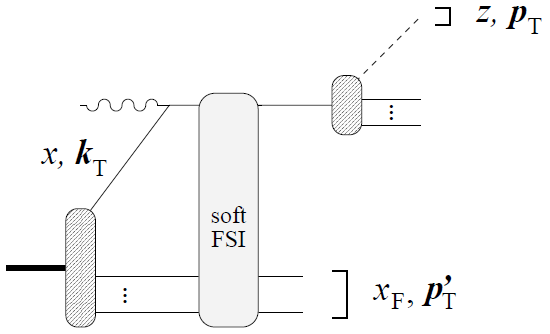 z, pT
x, kT
soft
FSI
xF, p'T